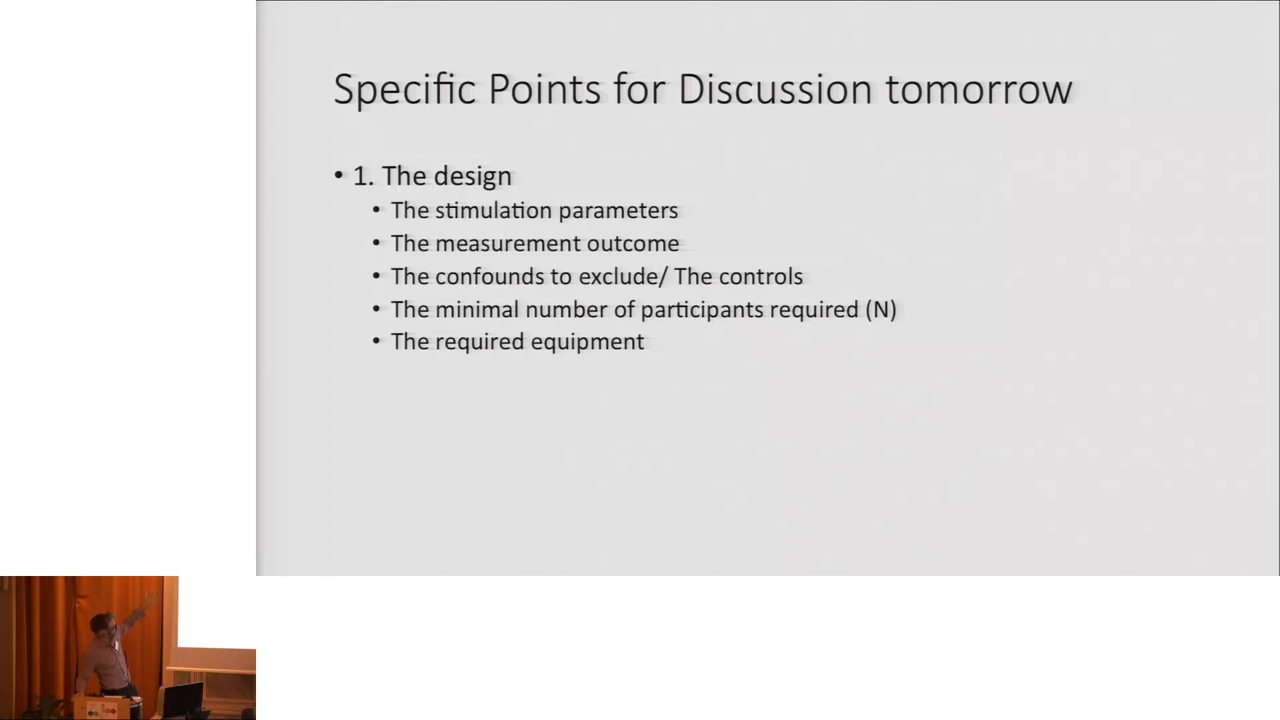 Specific Points for Discussion tomorrow
• 1. The design
• The stimulation parameters
• The measurement outcome
• The confounds to exclude/ The controls
• The minimal number of participants required (N)
• The required equipment